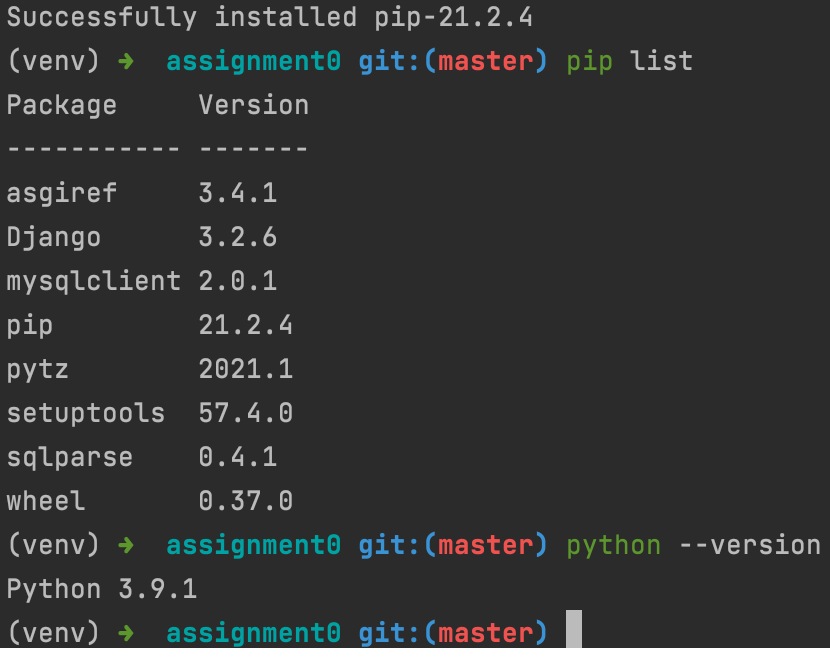 Successfully installed pip-21.2.4
(venv) ➜  assignment0 git:(master) pip list
Package     Version
----------- -------
asgiref     3.4.1
Django      3.2.6
mysqlclient 2.0.1
pip         21.2.4
pytz        2021.1
setuptools  57.4.0
sqlparse    0.4.1
wheel       0.37.0
(venv) ➜  assignment0 git:(master) python --version
Python 3.9.1
(venv) ➜  assignment0 git:(master)